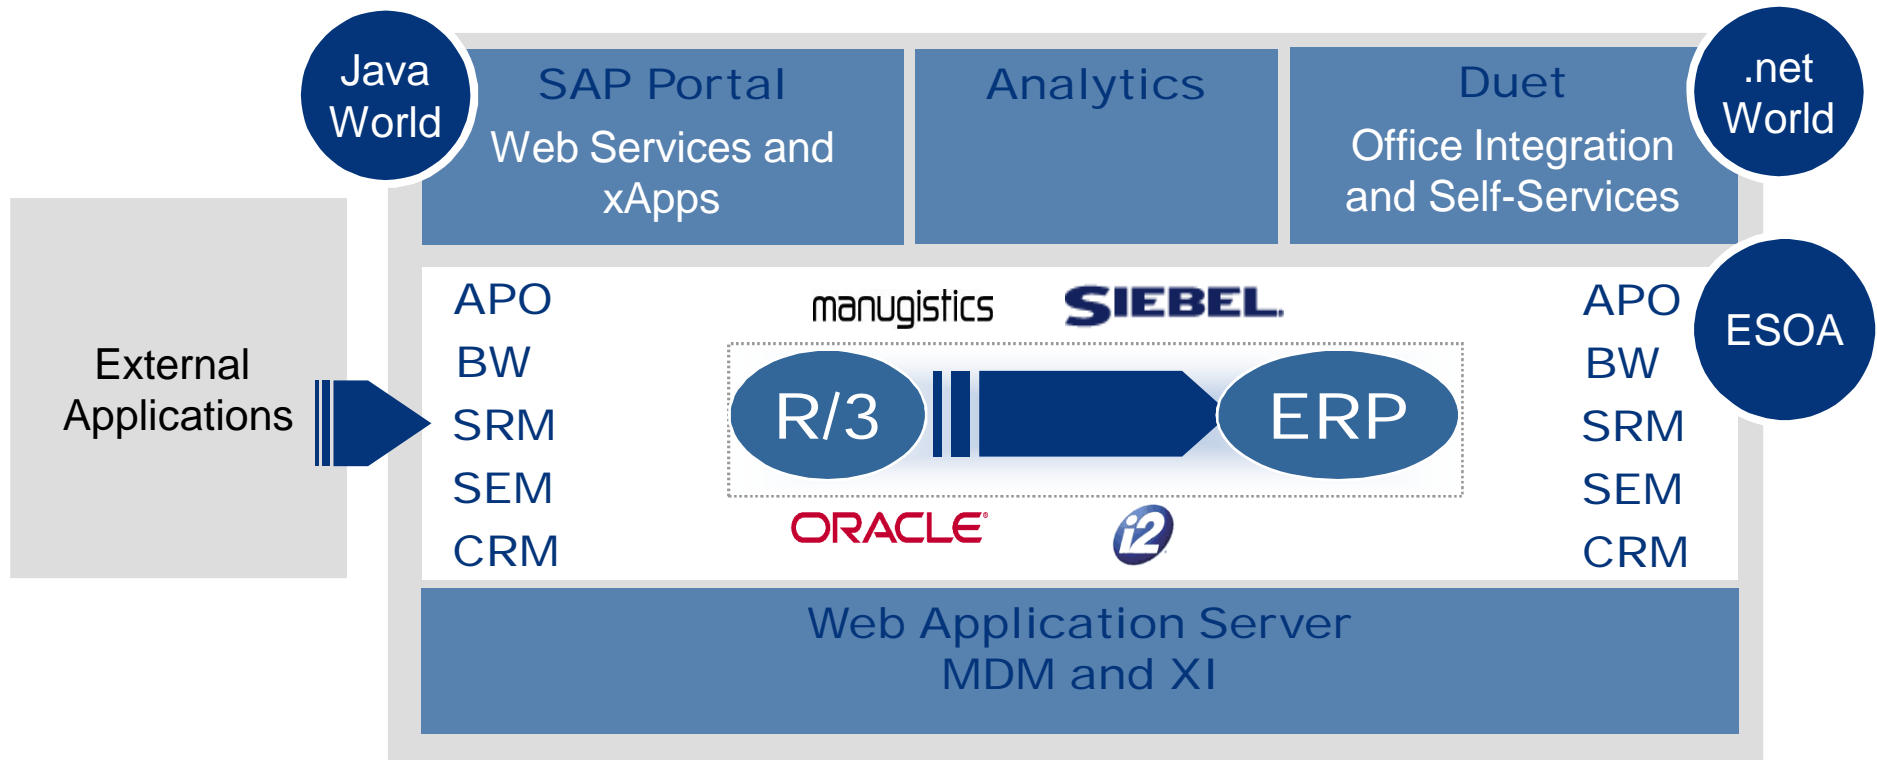 Java
World
SAP Portal
Web Services and
xApps
Analytics
Duet
Office Integration
and Self-Services
.net
World
External
Applications
APO
BW
SRM
SEM
CRM
manugistics
SIEBEL.
R/3
ERP
ORACLE®
i2
APO
BW
SRM
SEM
CRM
ESOA
Web Application Server
MDM and XI